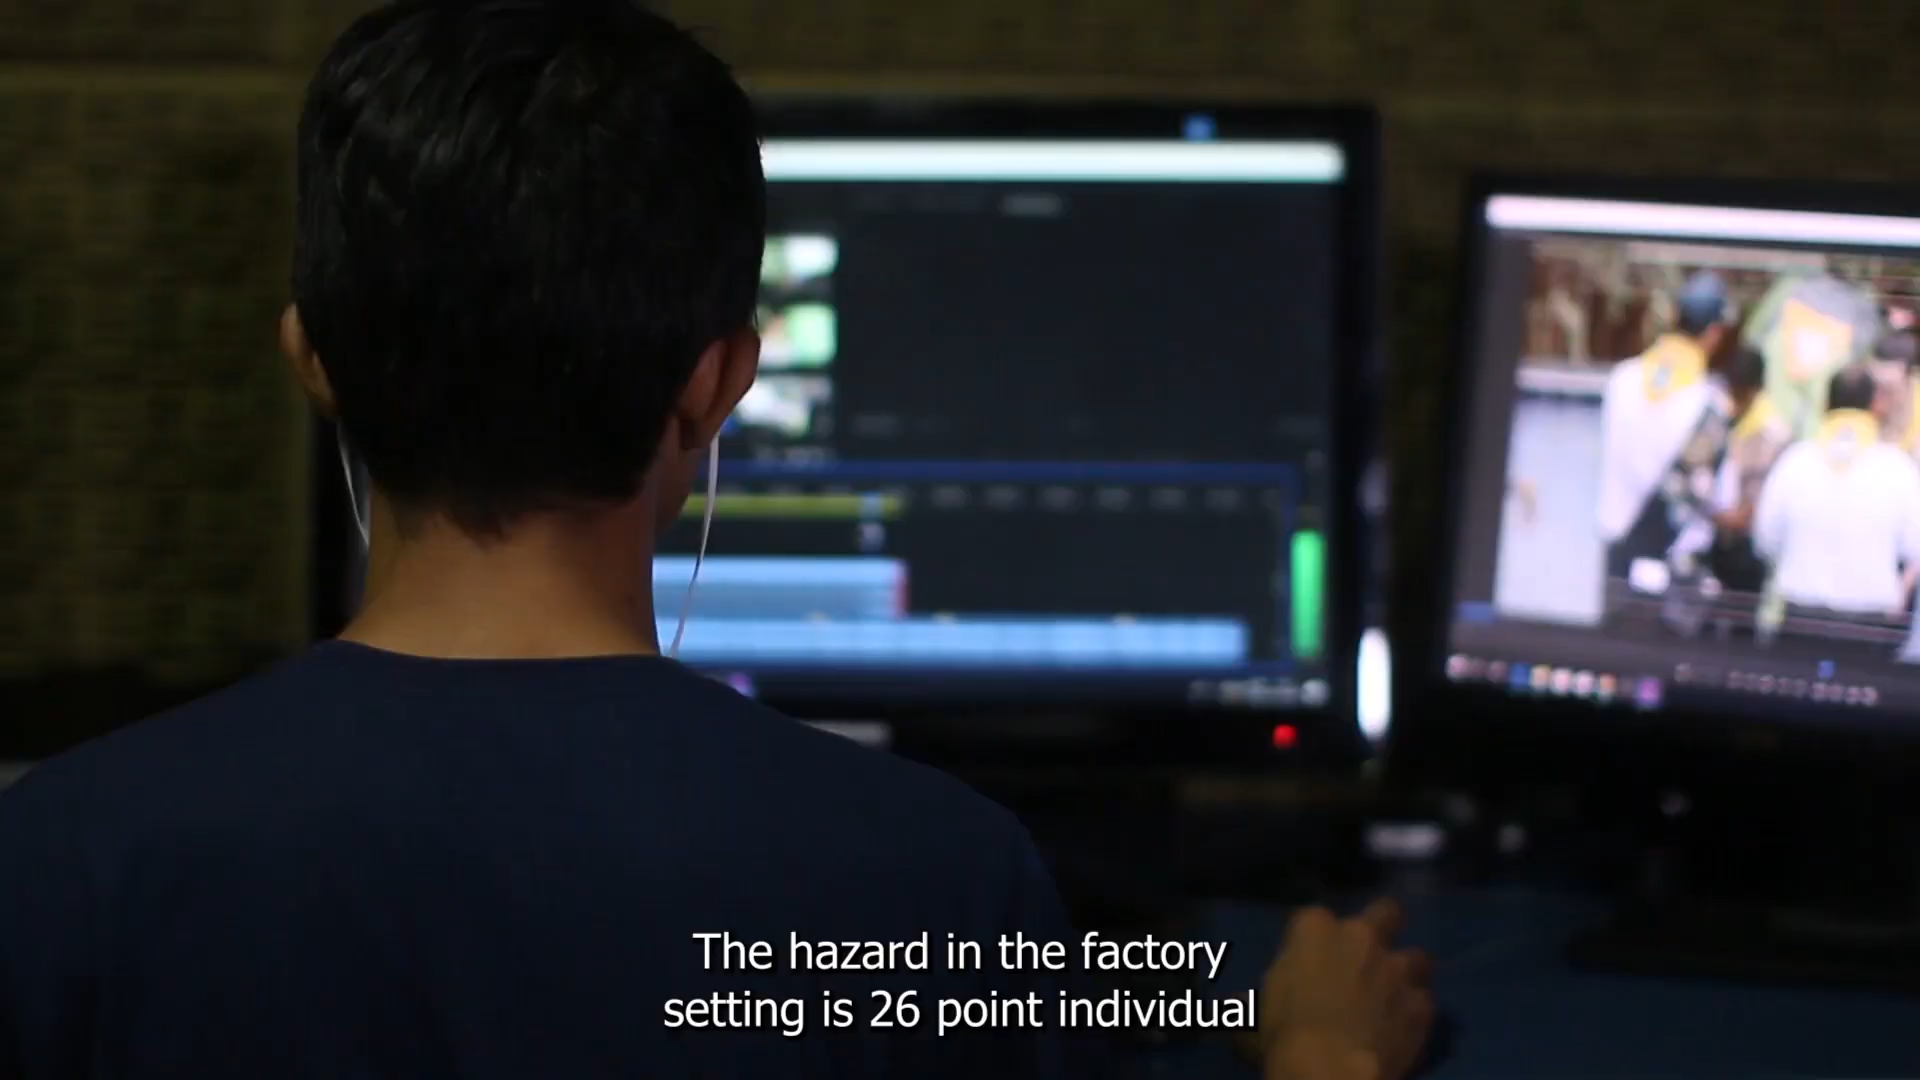 The hazard in the factory
setting is 26 point individual